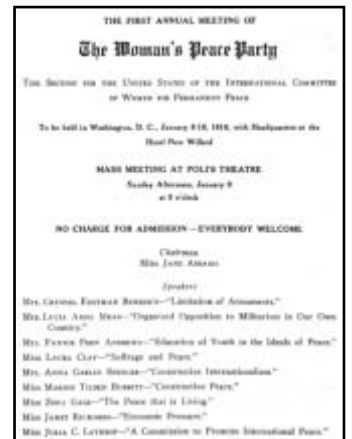 THE FIRST ANNUAL MEETING OF
The Woman's Peace Party
THE SECTION FOR THE UNITED STATES OF THE INTERNATIONAL COMMITTEE
OF WOMEN FOR PERMANENT PEACE
To be held in Washington, D. C., January 8-10, 1916, with Headquarters at the
Hotel New Willard
MASS MEETING AT POLI'S THEATRE
Sunday Afternoon, January 9
at 3 o'clock
NO CHARGE FOR ADMISSION—EVERYBODY WELCOME
Chairman
MISS JANE ADDAMS
Speakers
MRS. CRYSTAL EASTMAN BENEDICT—"Limitation of Armaments."
MRS. LUCIA AMES MEAD—"Organized Opposition to Militarism in Our Own
Country."
MRS. FANNIE FERN ANDREWS—"Education of Youth in the Ideals of Peace."
MISS LAURA CLAY—"Suffrage and Peace."
MRS. ANNA GARLIN SPENCER—"Constructive Internationalism."
MISS MARION TILDEN BURRITT—"Constructive Peace."
MISS ZONA GALE—"The Peace that is Living."
MISS JANET RICHARDS—"Economic Pressure."
MISS JULIA C. LATHROP—"A Commission to Promote International Peace."